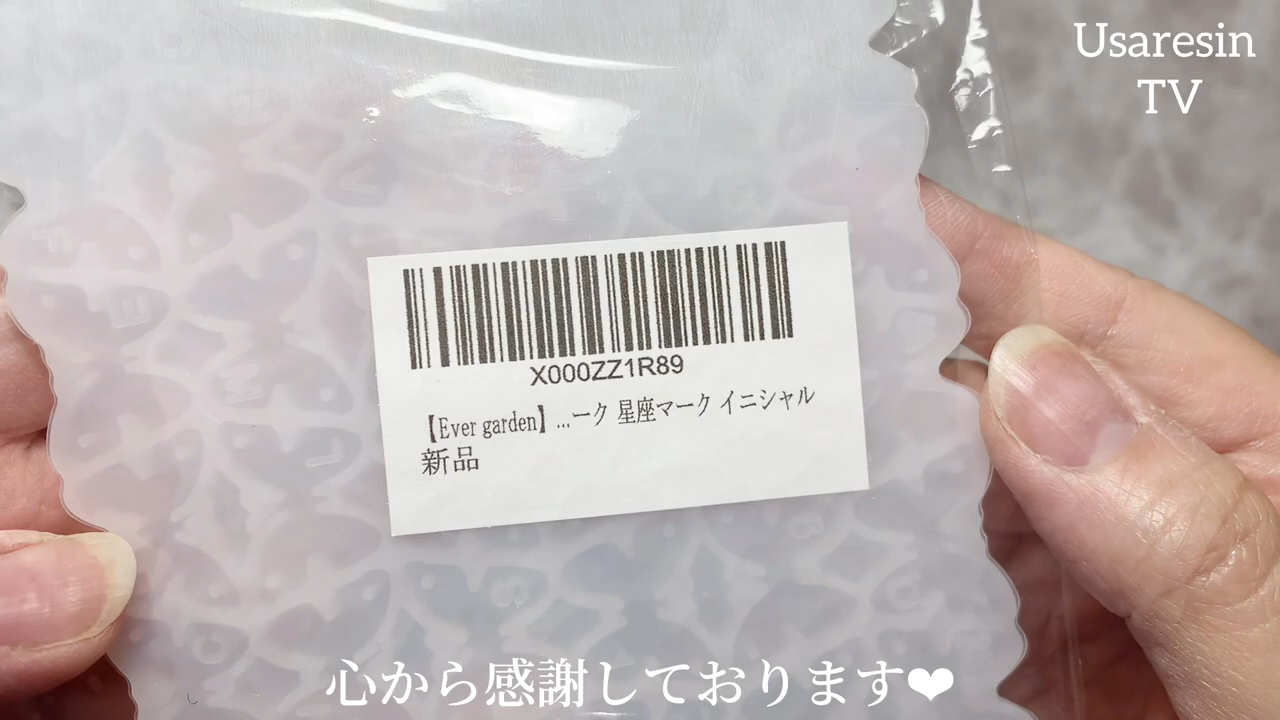 Usaresin
TV
X000ZZ1R89
【Ever garden】...ーク 星座マーク イニシャル
新品
心から感謝しております❤